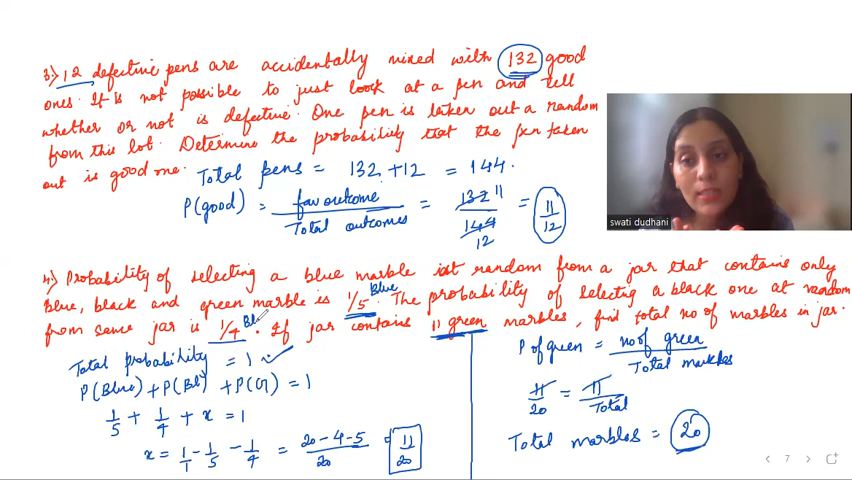 3:) 12 defective pens are accidentally mixed with 132 good
ones. It is not possible to just look at a pen and tell
whether or not is defective. One pen is taken out a random
from this lot. Determine the probability that the pen taken
out is good me.
Total pens = 132 + 12 = 144.
P(good) = fav outcome / Total outcomes = 132 11 / 144 12 = 11/12
swati dudhani
4:) Probability of selecting a blue marble at random from a jar that contains only
Blue
blue, black and green marble is 1/5. The probability of selecting a black one at random
from same jar is 1/4 Bl. If jar contains 11 green marbles, find total no of marbles in jar.
Total probability = 1
P(Blue) + P(Bl) + P(G) = 1
1/5 + 1/4 + x = 1
x = 1/1 - 1/5 - 1/4 = 20-4-5/20 = 11/20
P of green = no of green / Total marbles
11/20 = 11/Total
Total marbles = 20
7